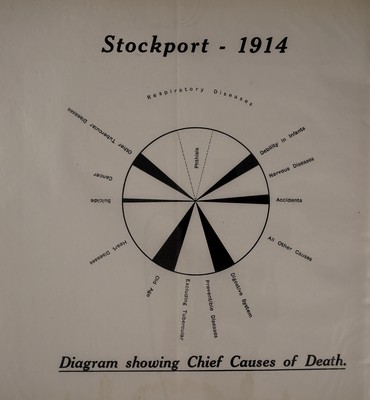 Stockport - 1914
Respiratory Diseases
Phthisis
Debility in Infants
Nervous Diseases
Accidents
All Other Causes
Digestive System
Preventible Diseases
Excluding Tubercular
Old Age
Heart Diseases
Suicide
Cancer
Other Tubercular Diseases
Diagram showing Chief Causes of Death.